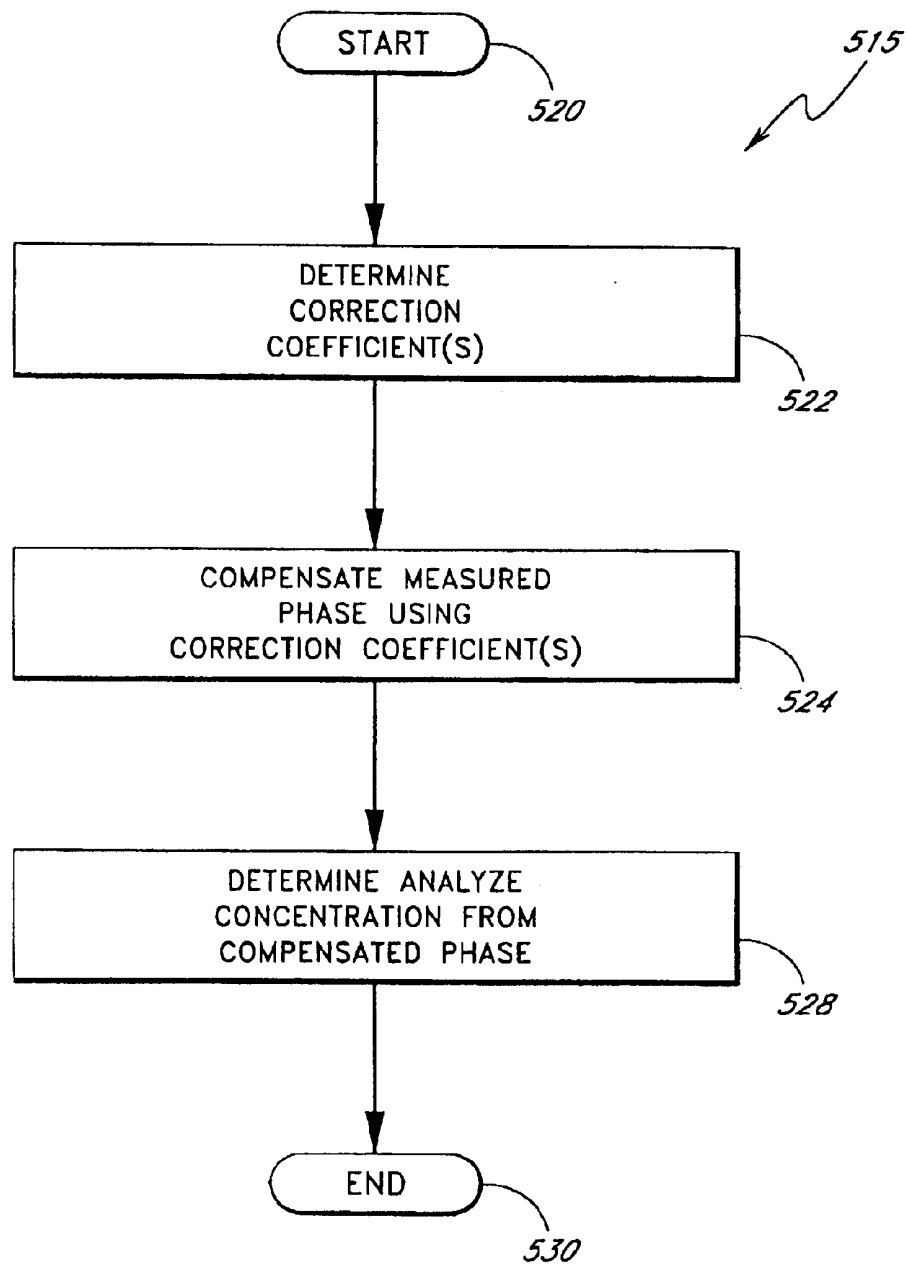 START
515
520
DETERMINE
CORRECTION
COEFFICIENT(S)
522
COMPENSATE MEASURED
PHASE USING
CORRECTION COEFFICIENT(S)
524
DETERMINE ANALYZE
CONCENTRATION FROM
COMPENSATED PHASE
528
END
530